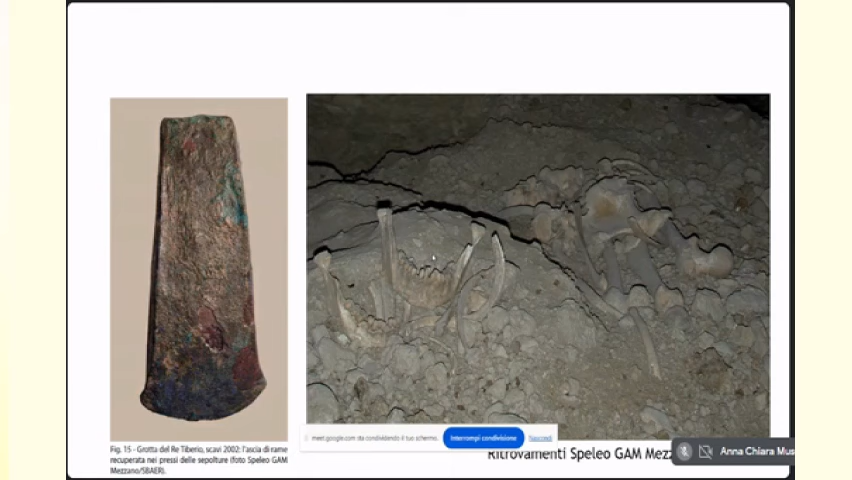 Fig. 15 - Grotta del Re Tiberio, scavi 2002: l'ascia di rame
recuperata nei pressi delle sepolture (foto Speleo GAM
Mezzano/SBAER).
meet.google.com sta condividendo il tuo schermo.
Interrompi condivisione
Nascondi
Ritrovamenti Speleo GAM Mezz
Anna Chiara Mus